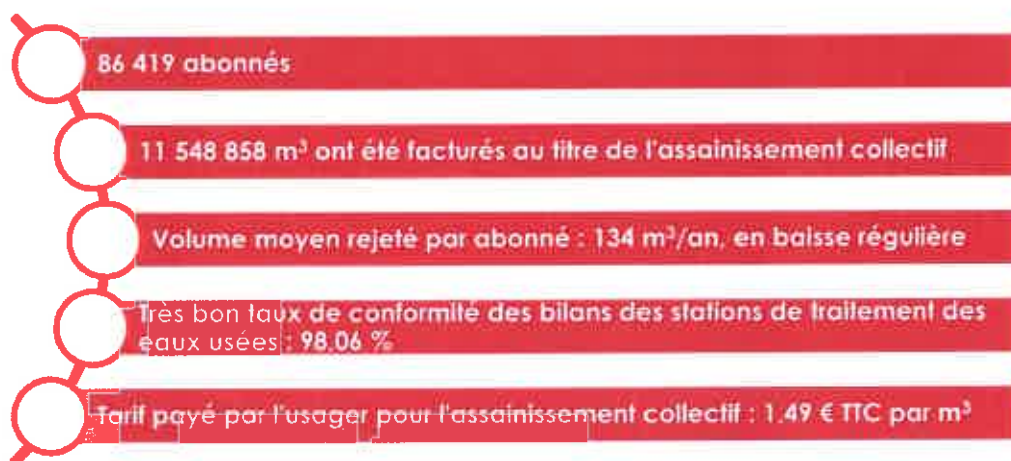 86 419 abonnés
11 548 858 m³ ont été facturés au titre de l'assainissement collectif
Volume moyen rejeté par abonné : 134 m³/an, en baisse régulière
Très bon taux de conformité des bilans des stations de traitement des
eaux usées : 98.06 %
Tarif payé par l'usager pour l'assainissement collectif : 1.49 € TTC par m³